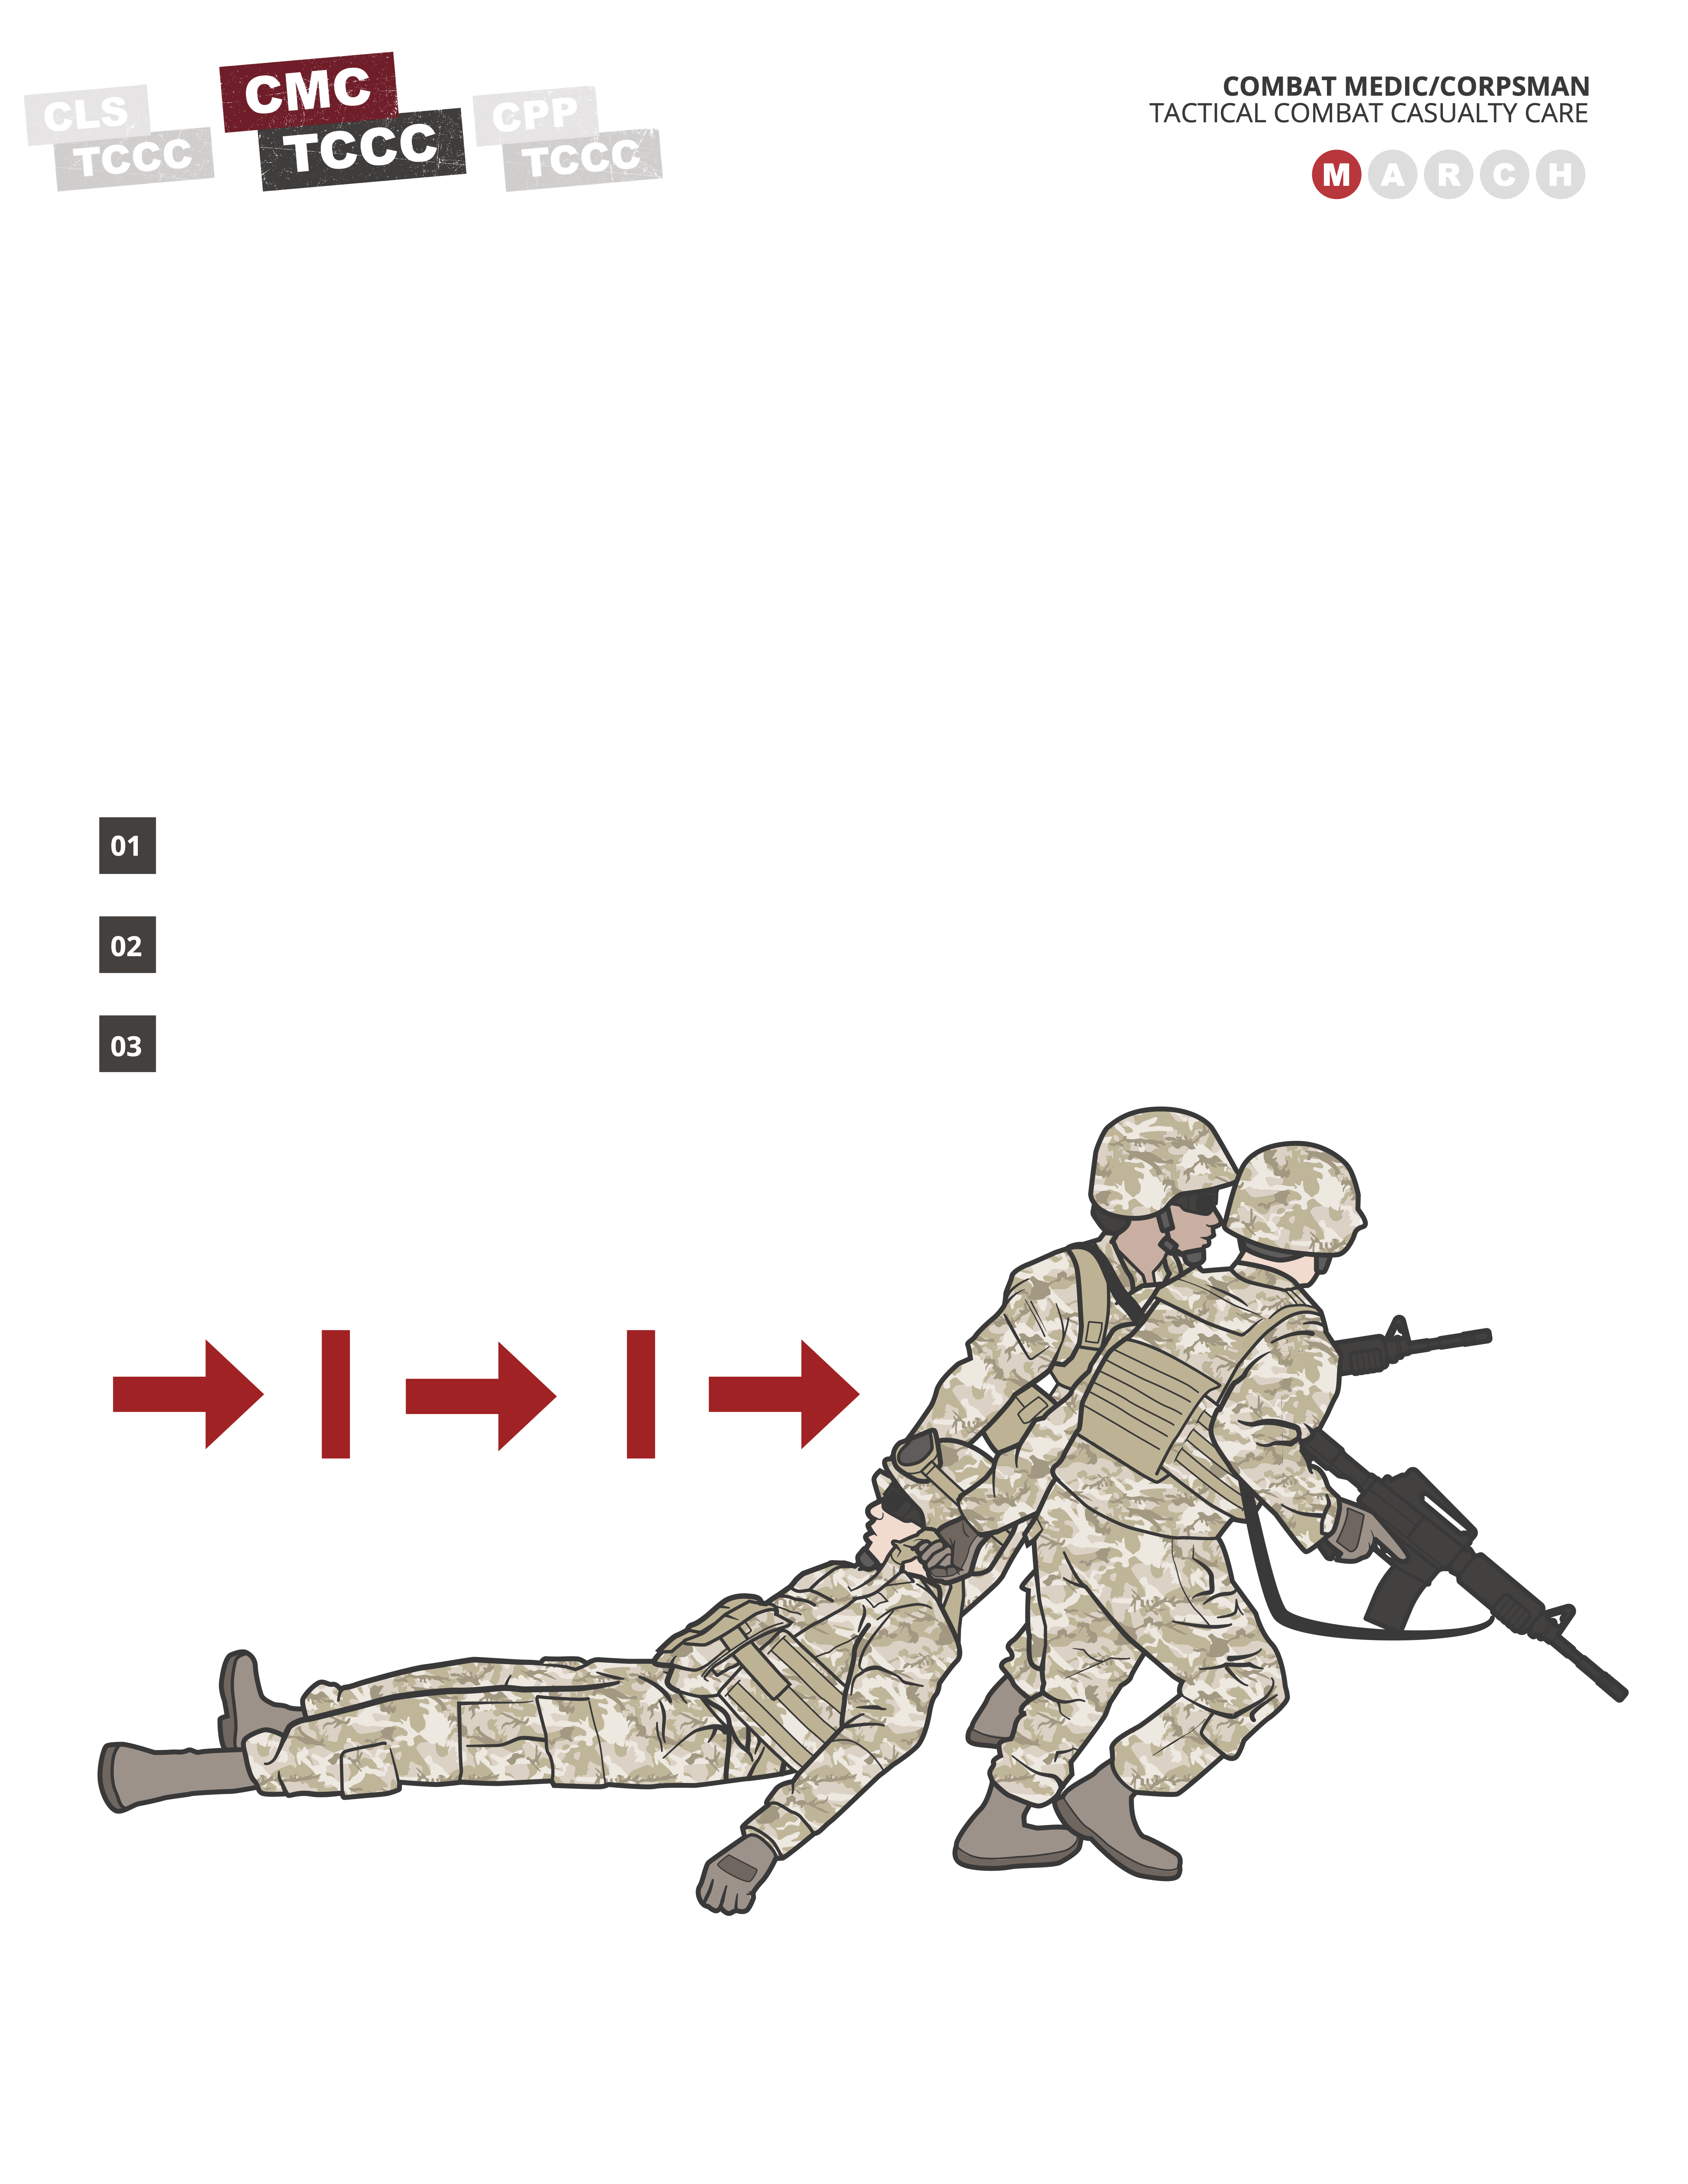 CLS
TCCC
CMC
TCCC
CPP
TCCC
COMBAT MEDIC/CORPSMAN
TACTICAL COMBAT CASUALTY CARE
M A R C H
01
02
03